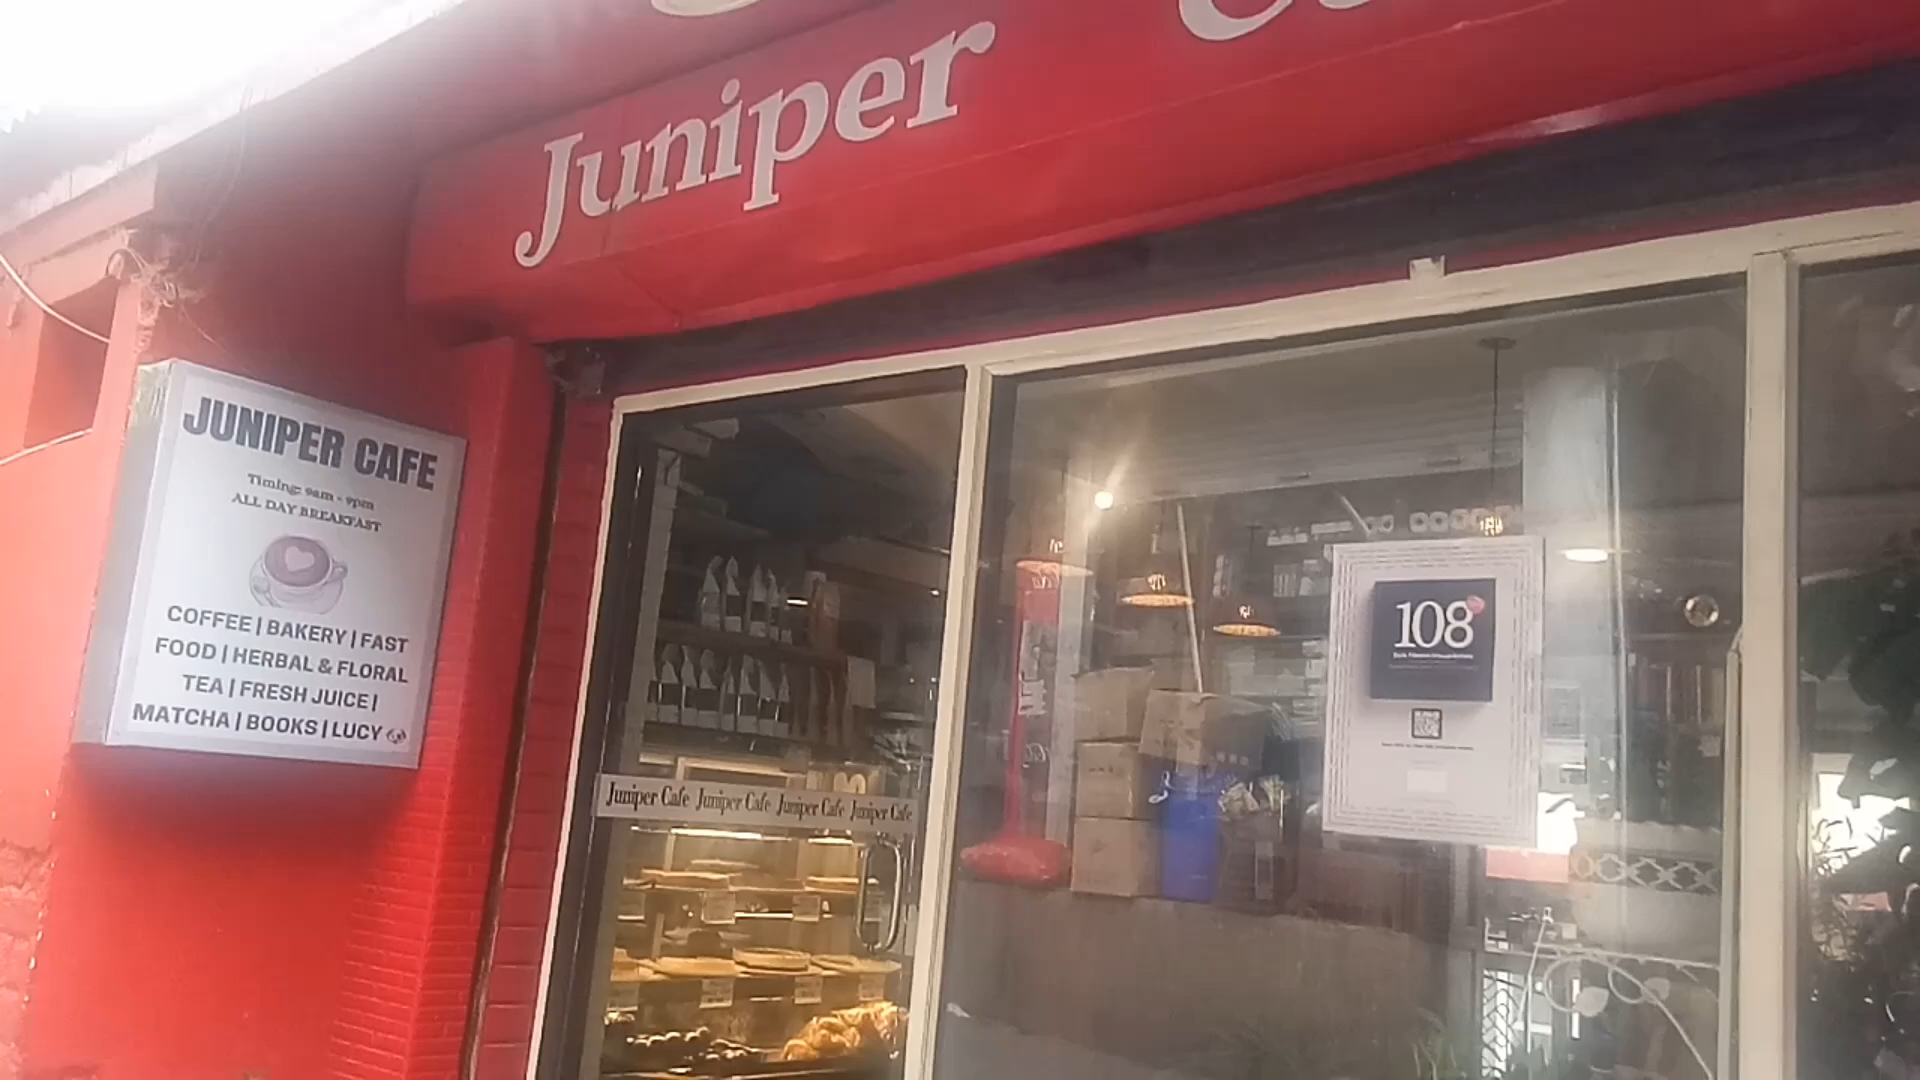 Juniper
JUNIPER CAFE
Timing: 9am - 9pm
ALL DAY BREAKFAST
COFFEE | BAKERY | FAST
FOOD | HERBAL & FLORAL
TEA | FRESH JUICE |
MATCHA | BOOKS | LUCY
Juniper Cafe Juniper Cafe Juniper Cafe Juniper Cafe
108